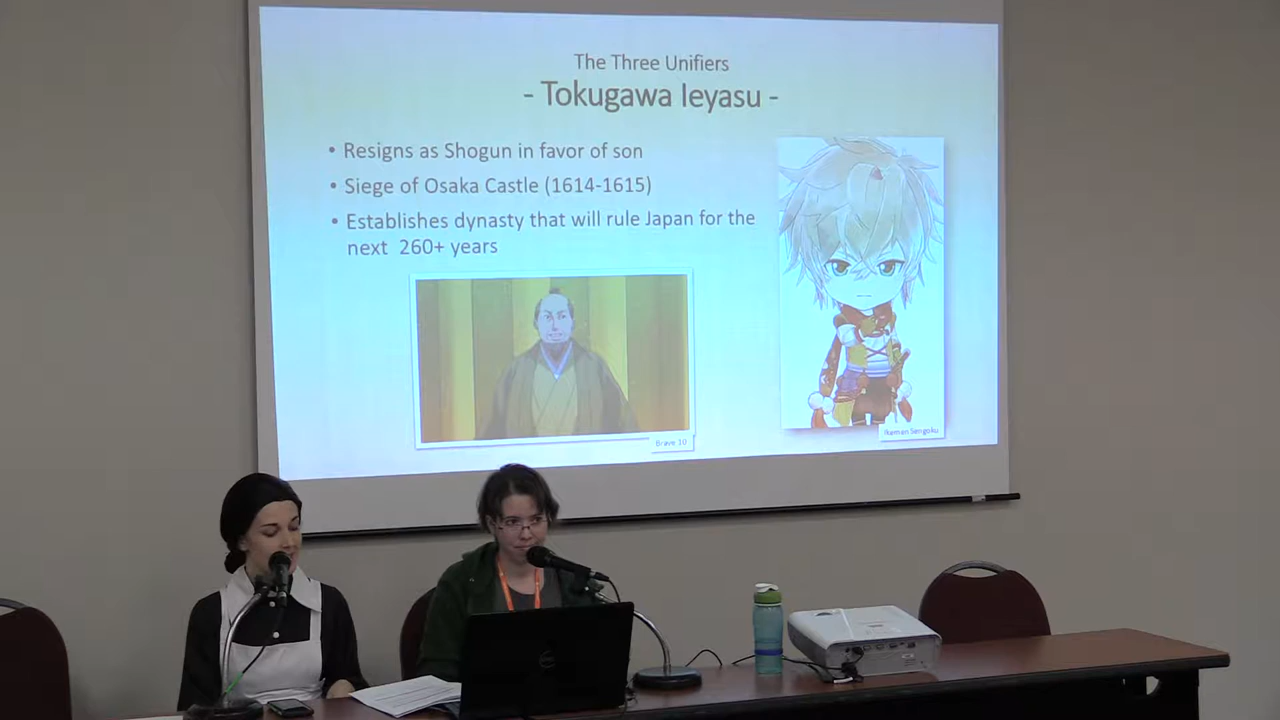 The Three Unifiers
- Tokugawa Ieyasu -
• Resigns as Shogun in favor of son
• Siege of Osaka Castle (1614-1615)
• Establishes dynasty that will rule Japan for the
next 260+ years
Brave 10
Ikemen Sengoku